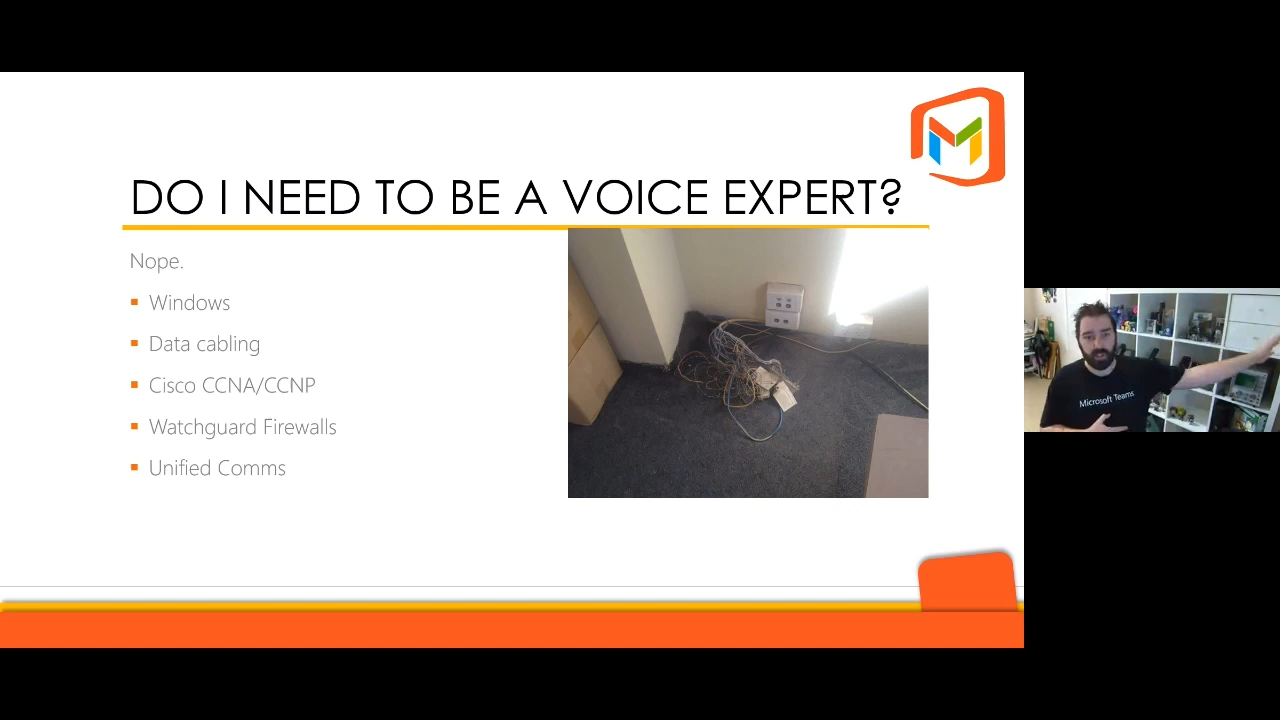 DO I NEED TO BE A VOICE EXPERT?
Nope.
Windows
Data cabling
Cisco CCNA/CCNP
Watchguard Firewalls
Unified Comms
Microsoft Teams